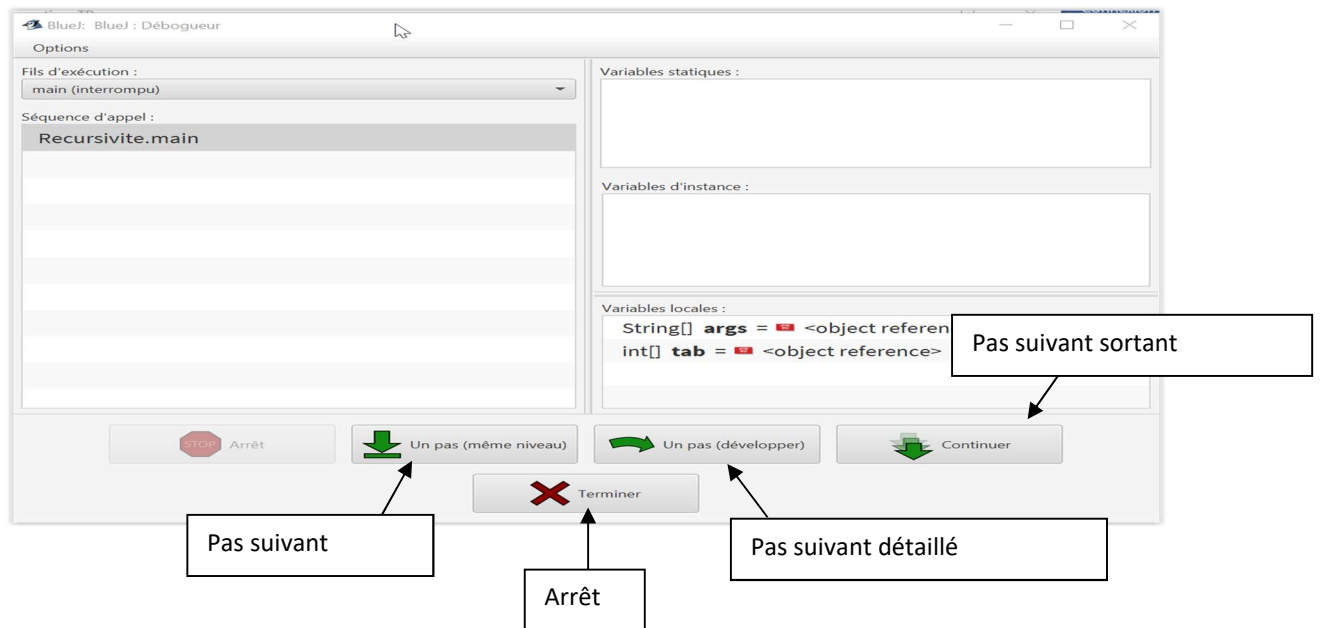 BlueJ: BlueJ : Débogueur
Options
Fils d'exécution :
main (interrompu)
Séquence d'appel :
Recursivite.main
Variables statiques :
Variables d'instance :
Variables locales :
String[] args = <object referen
int[] tab = <object reference>
Pas suivant sortant
STOP Arrêt
Un pas (même niveau)
Un pas (développer)
Continuer
Terminer
Pas suivant
Pas suivant détaillé
Arrêt